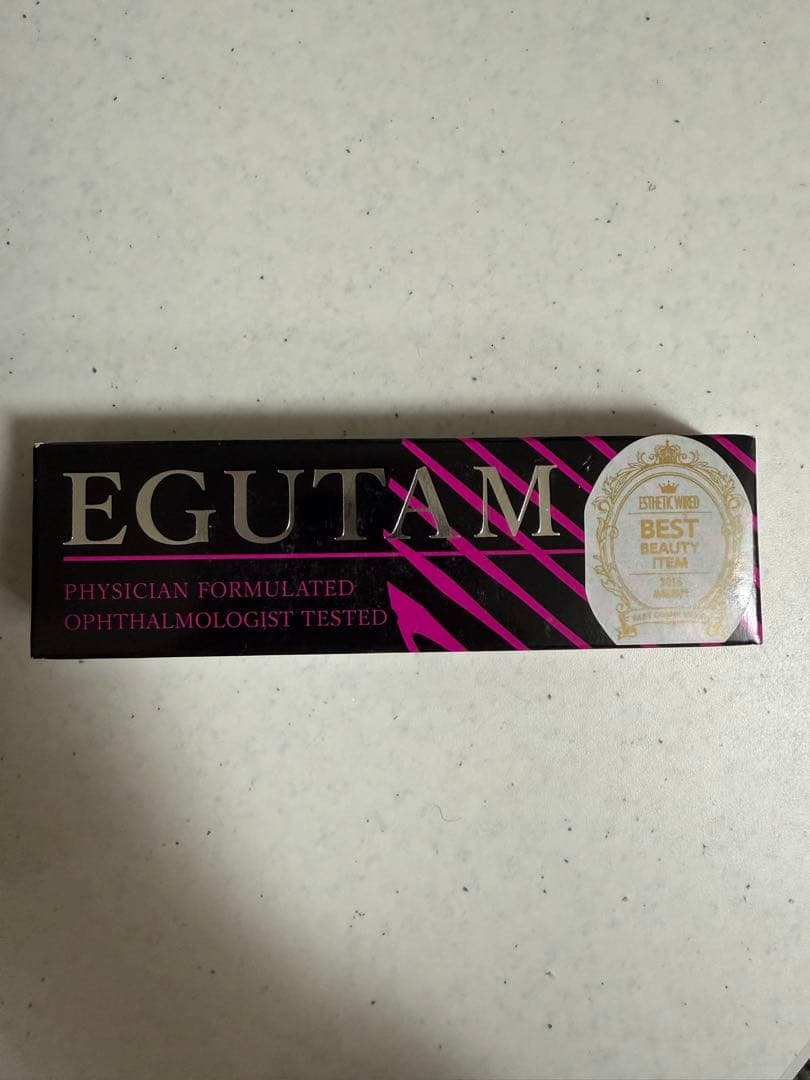 EGUTAM
PHYSICIAN FORMULATED
OPHTHALMOLOGIST TESTED
ESTHETIC WIRED
BEST
BEAUTY
ITEM